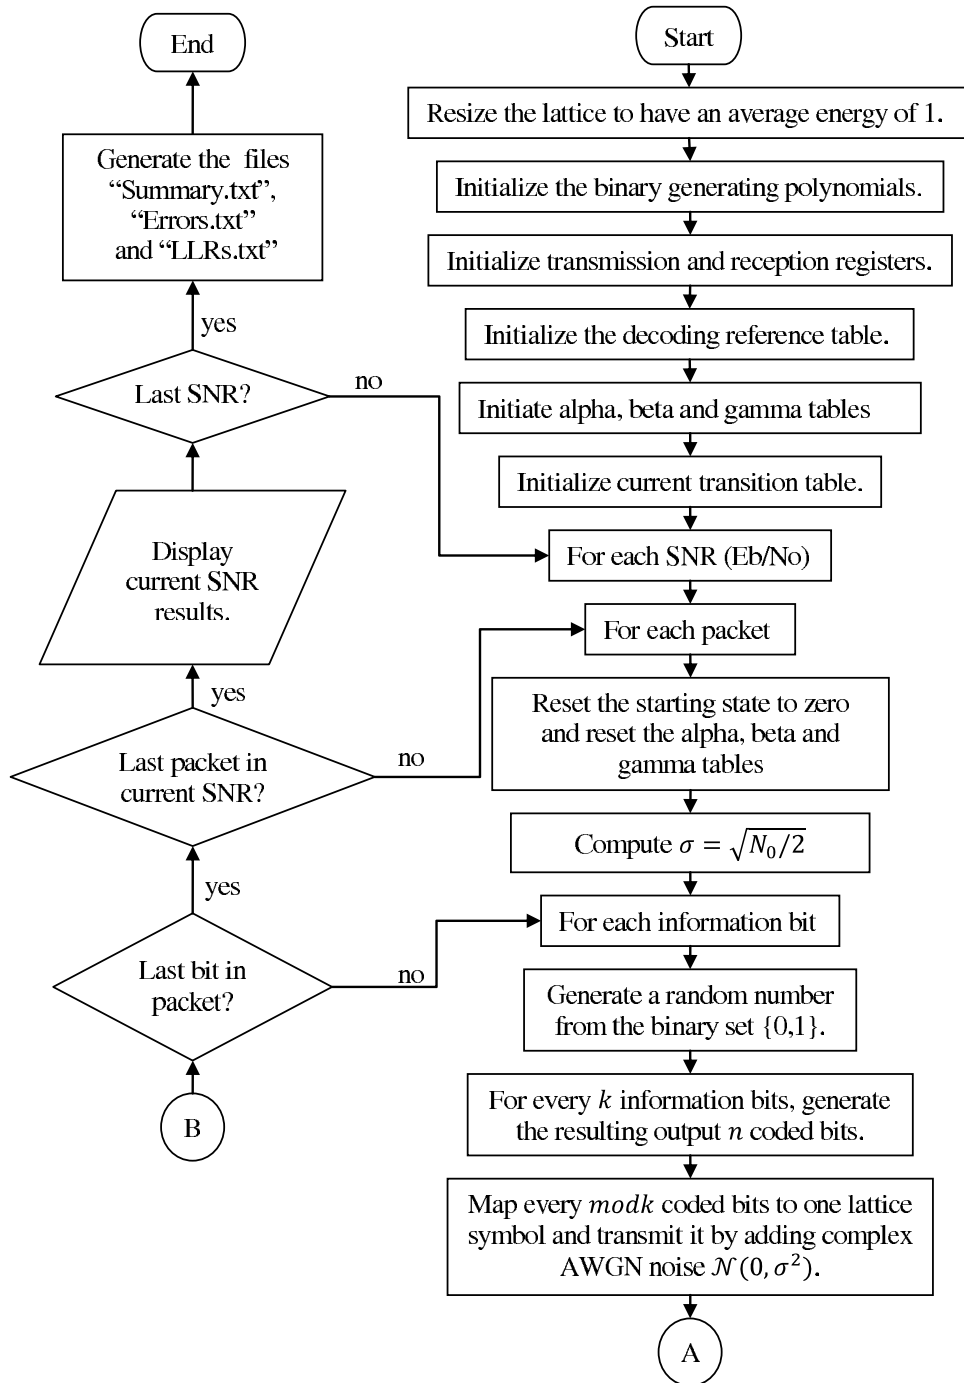 Start
Resize the lattice to have an average energy of 1.
Initialize the binary generating polynomials.
Initialize transmission and reception registers.
Initialize the decoding reference table.
Initiate alpha, beta and gamma tables
Initialize current transition table.
For each SNR (Eb/No)
For each packet
Reset the starting state to zero
and reset the alpha, beta and
gamma tables
Compute σ = √N₀/2
For each information bit
Generate a random number
from the binary set {0,1}.
For every k information bits, generate
the resulting output n coded bits.
Map every modk coded bits to one lattice
symbol and transmit it by adding complex
AWGN noise 𝒩(0, σ²).
A
B
Last bit in
packet?
no
yes
Last packet in
current SNR?
no
yes
Display
current SNR
results.
Last SNR?
no
yes
Generate the files
“Summary.txt”,
“Errors.txt”
and “LLRs.txt”
End